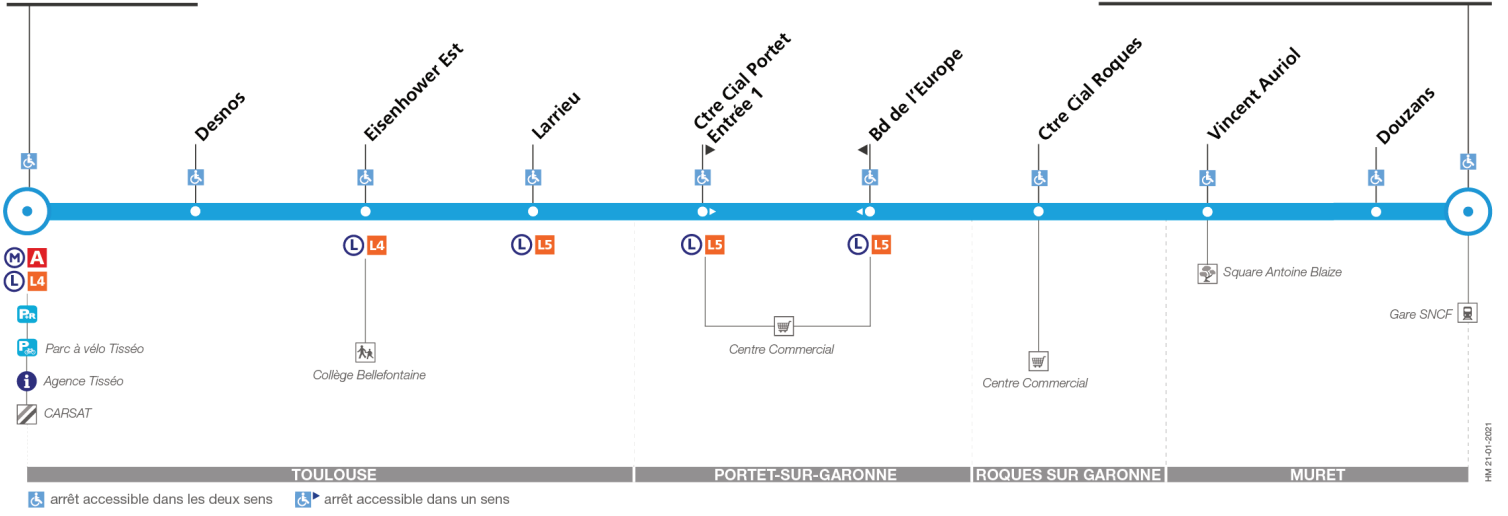 Desnos
Eisenhower Est
Larrieu
Ctre Cial Portet
Entrée 1
Bd de l'Europe
Ctre Cial Roques
Vincent Auriol
Douzans
M A
L L4
L L4
L L5
L L5
L L5
PR
P
Parc à vélo Tisséo
i Agence Tisséo
CARSAT
Collège Bellefontaine
Centre Commercial
Centre Commercial
Square Antoine Blaize
Gare SNCF
TOULOUSE
PORTET-SUR-GARONNE
ROQUES SUR GARONNE
MURET
arrêt accessible dans les deux sens
arrêt accessible dans un sens
HM 21-01-2021